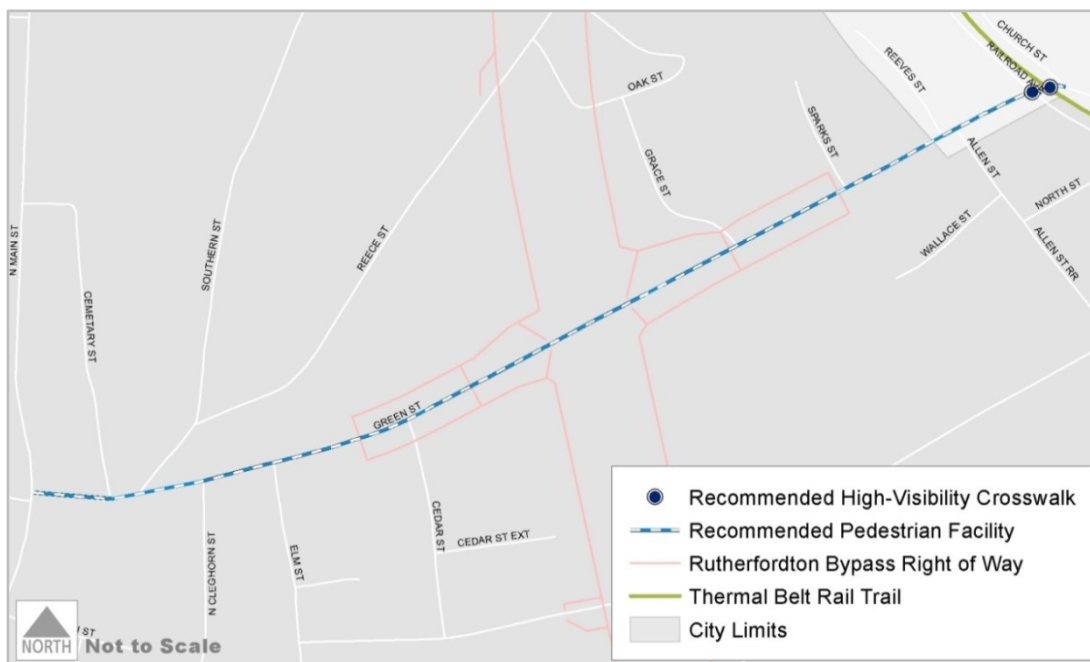 CHURCH ST
RAILROAD AVE
REEVES ST
OAK ST
SPARKS ST
GRACE ST
ALLEN ST
NORTH ST
WALLACE ST
ALLEN ST RR
N MAIN ST
SOUTHERN ST
REECE ST
CEMETARY ST
GREEN ST
CEDAR ST
CEDAR ST EXT
ELM ST
N CLEGHORN ST
ST
NORTH
Not to Scale
Recommended High-Visibility Crosswalk
Recommended Pedestrian Facility
Rutherfordton Bypass Right of Way
Thermal Belt Rail Trail
City Limits